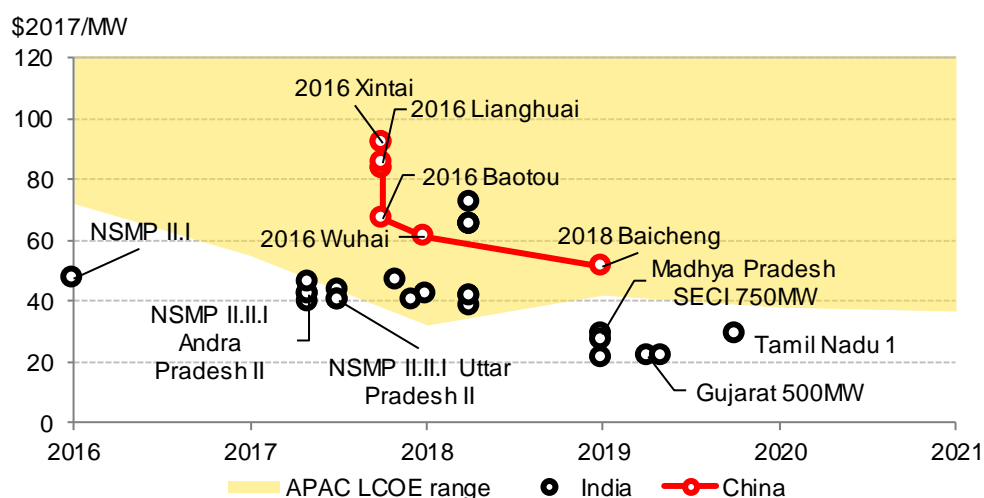 $2017/MW
120
100
80
60
40
20
0
2016 Xintai
2016 Lianghuai
2016 Baotou
NSMP II.I
2016 Wuhai
2018 Baicheng
Madhya Pradesh
SECI 750MW
NSMP II.II.I
Andra
Pradesh II
NSMP II.II.I Uttar
Pradesh II
Tamil Nadu 1
Gujarat 500MW
2016
2017
2018
2019
2020
2021
APAC LCOE range
India
China